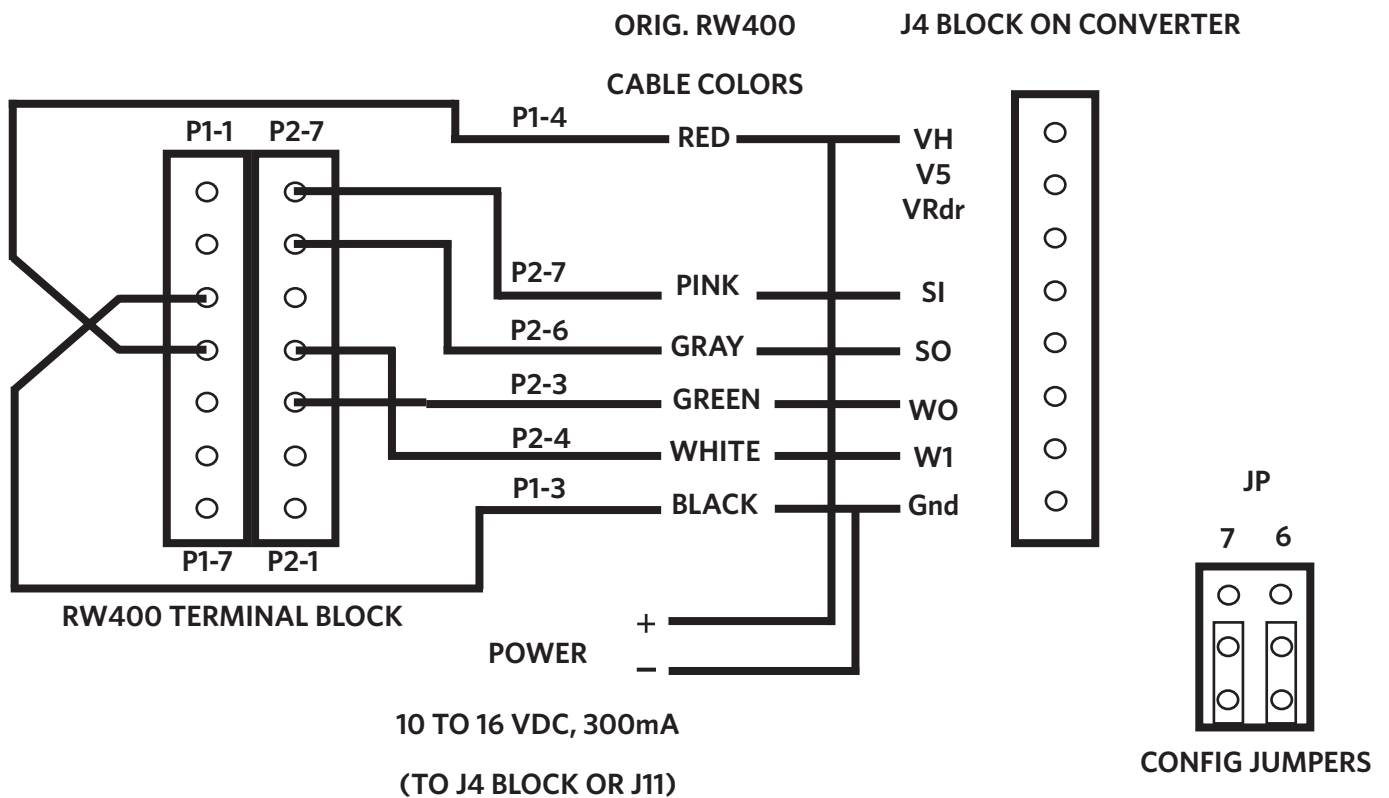 ORIG. RW400
J4 BLOCK ON CONVERTER
CABLE COLORS
P1-1
P2-7
P1-4
RED
VH
V5
VRdr
P2-7
PINK
SI
P2-6
GRAY
SO
P2-3
GREEN
WO
P2-4
WHITE
W1
P1-3
BLACK
Gnd
P1-7
P2-1
RW400 TERMINAL BLOCK
+
POWER
−
10 TO 16 VDC, 300mA
(TO J4 BLOCK OR J11)
JP
7 6
CONFIG JUMPERS